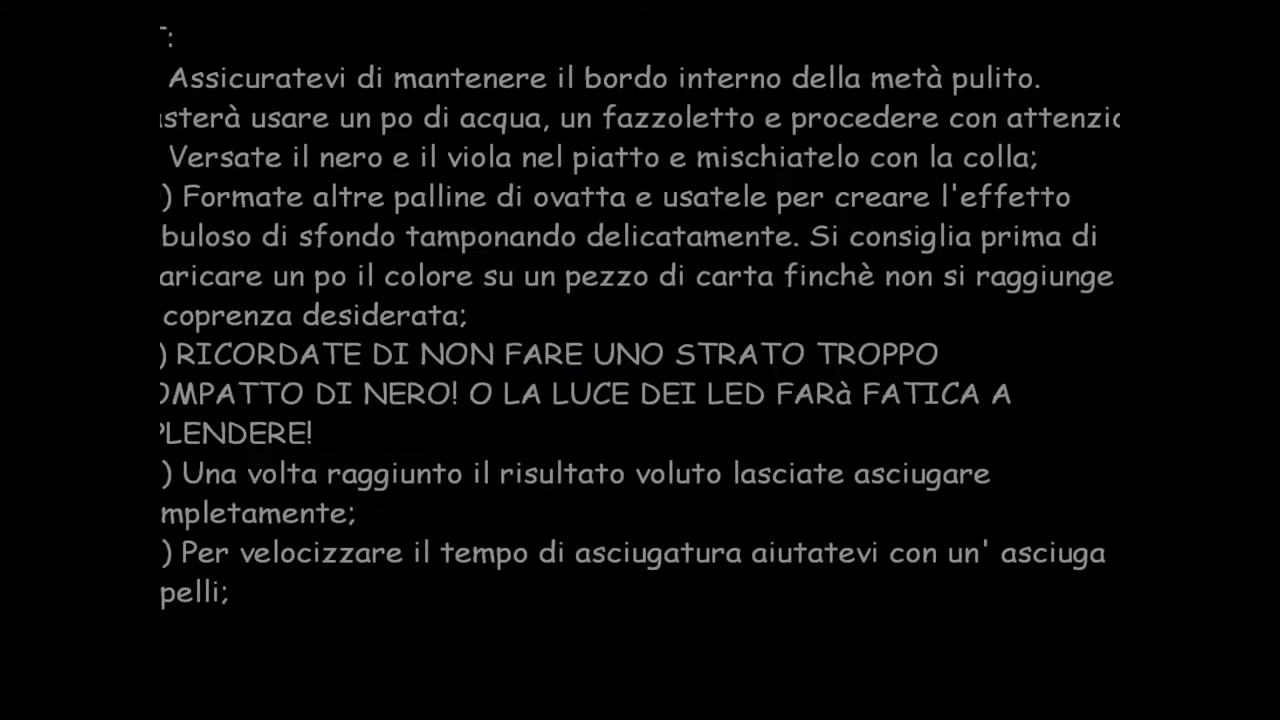 :
Assicuratevi di mantenere il bordo interno della metà pulito.
usare un po di acqua, un fazzoletto e procedere con
Versate il nero e il viola nel piatto e mischiatelo con la colla;
) Formate altre palline di ovatta e usatele per creare l'effetto
buloso di sfondo tamponando delicatamente. Si consiglia prima di
aricare un po il colore su un pezzo di carta finchè non si raggiunge
coprenza desiderata;
) RICORDATE DI NON FARE UNO STRATO TROPPO
OMPATTO DI NERO! O LA LUCE DEI LED FARà FATICA A
PLENDERE!
) Una volta raggiunto il risultato voluto lasciate asciugare
mpletamente;
) Per velocizzare il tempo di asciugatura aiutatevi con un' asciuga
pelli;